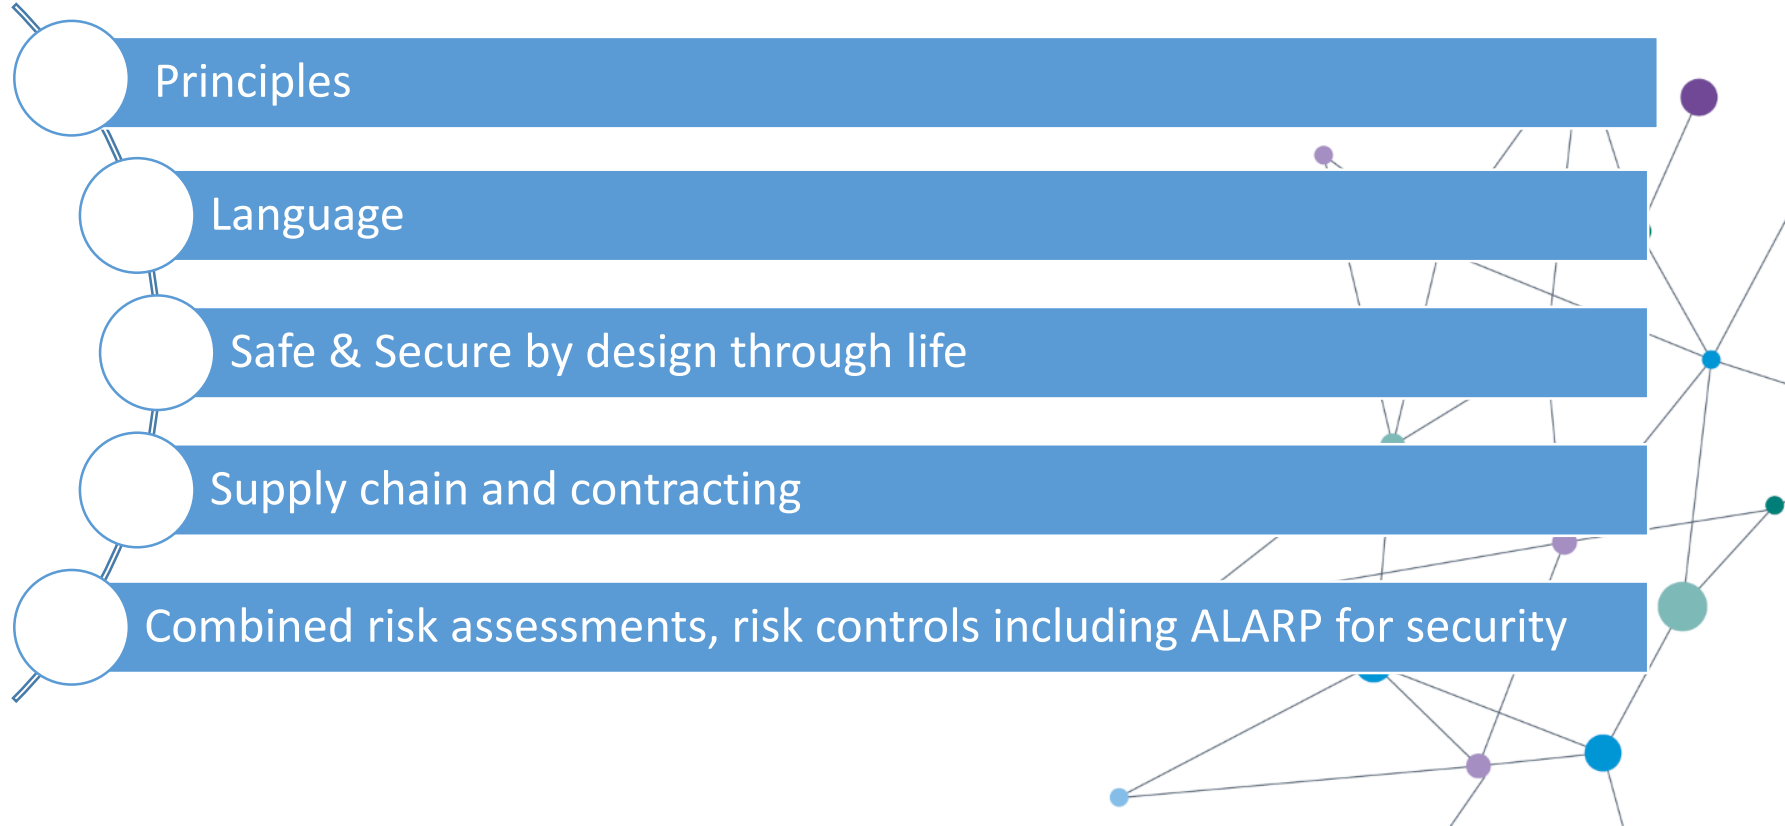 Principles
Language
Safe & Secure by design through life
Supply chain and contracting
Combined risk assessments, risk controls including ALARP for security